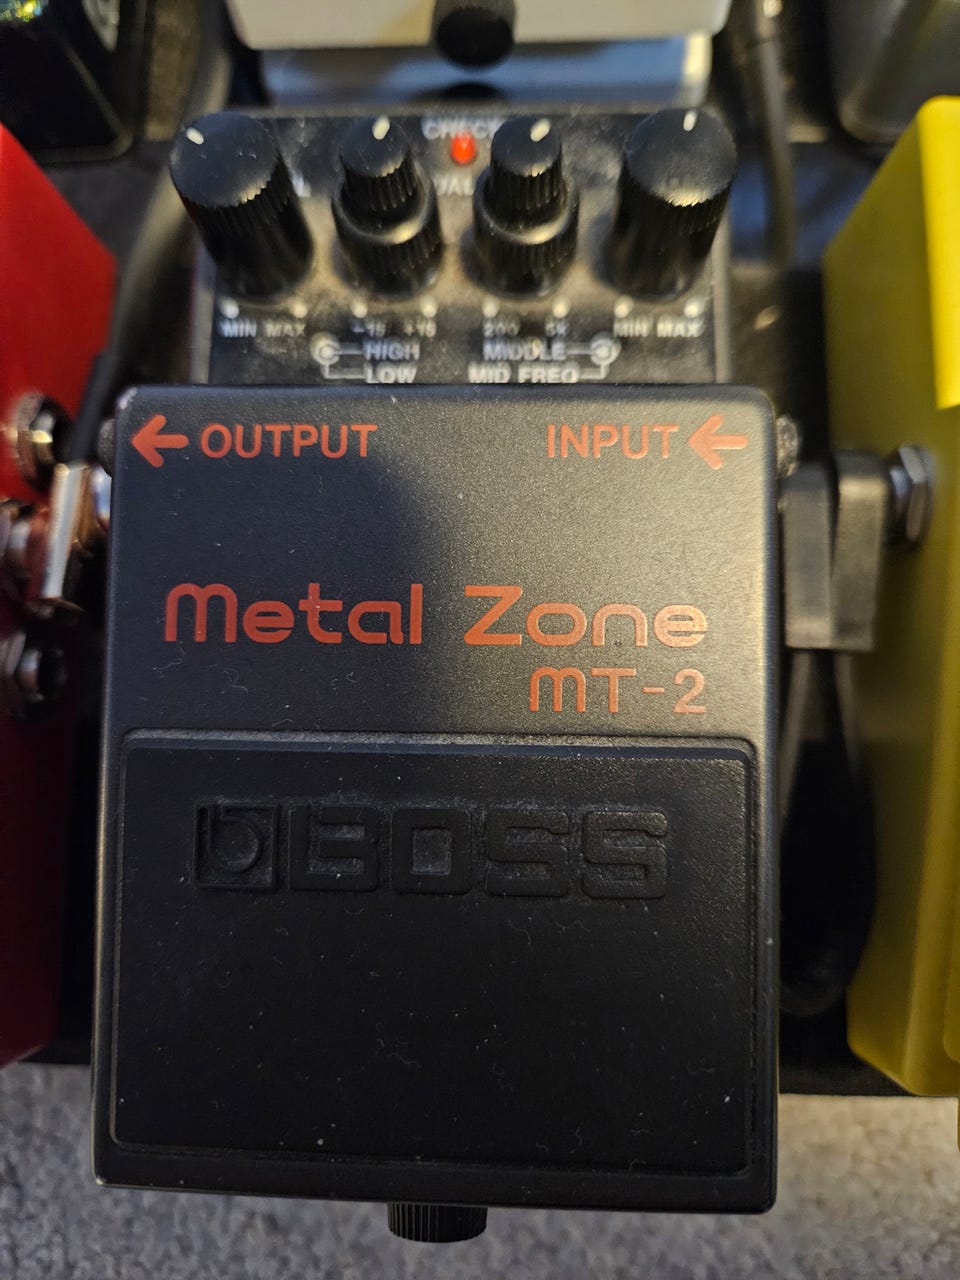 CHECK
MIN MAX -15 +15 200 5K MIN MAX
HIGH MIDDLE
LOW MID FREQ
OUTPUT INPUT
Metal Zone
MT-2
BOSS